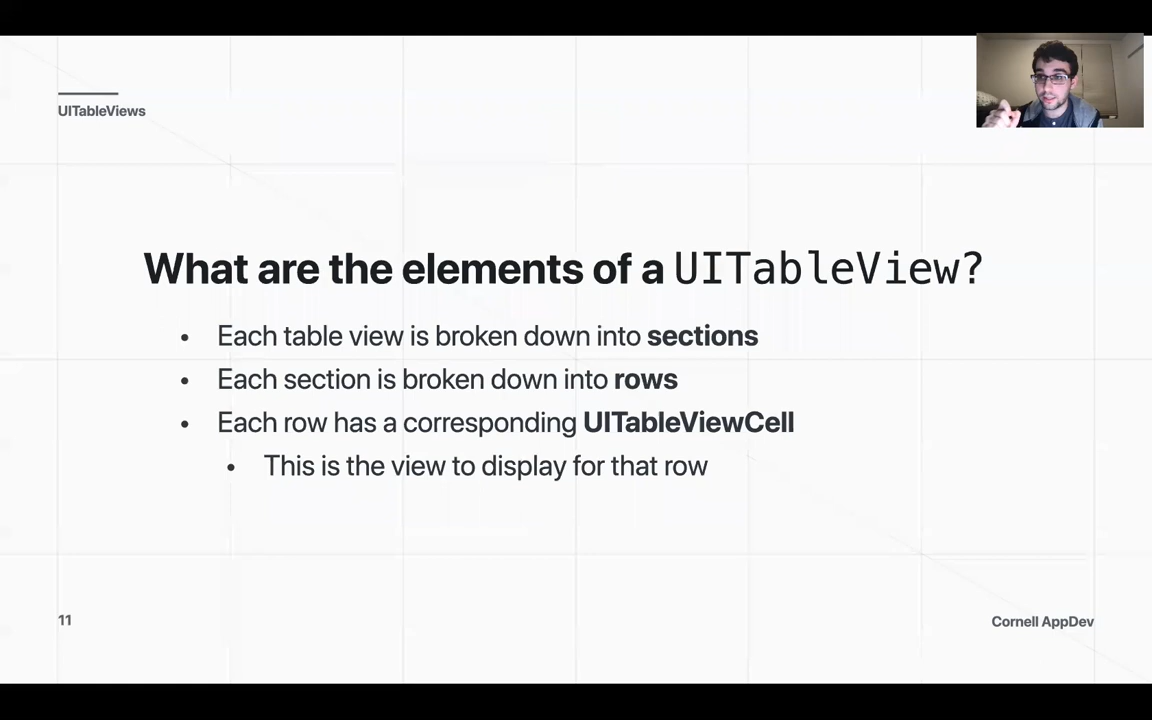 UITableViews
What are the elements of a UITableView?
• Each table view is broken down into sections
• Each section is broken down into rows
• Each row has a corresponding UITableViewCell
• This is the view to display for that row
11
Cornell AppDev